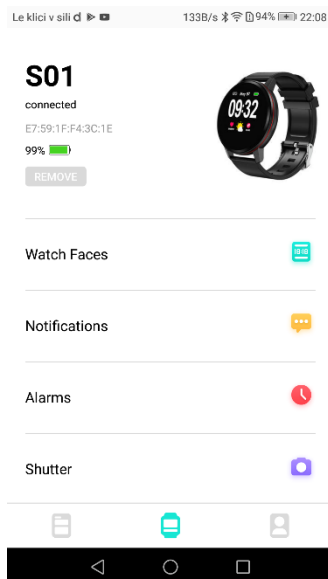 Le klici v sili d 133B/s 94% 22:08
S01
connected
E7:59:1F:F4:3C:1E
99%
REMOVE
09:32
Watch Faces
Notifications
Alarms
Shutter